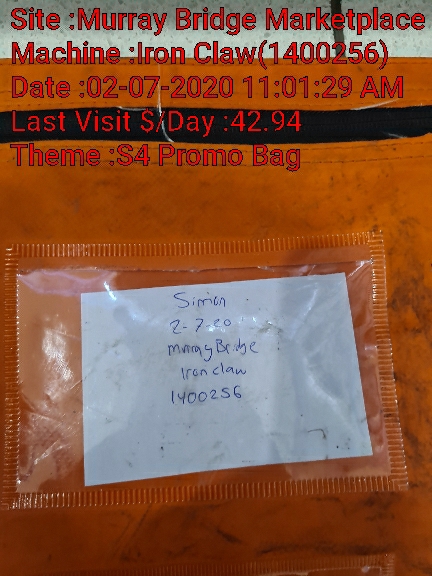 Site :Murray Bridge Marketplace
Machine :Iron Claw(1400256)
Date :02-07-2020 11:01:29 AM
Last Visit $/Day :42.94
Theme :S4 Promo Bag
Simon
2-7-20
Murray Bridge
Iron claw
1400256